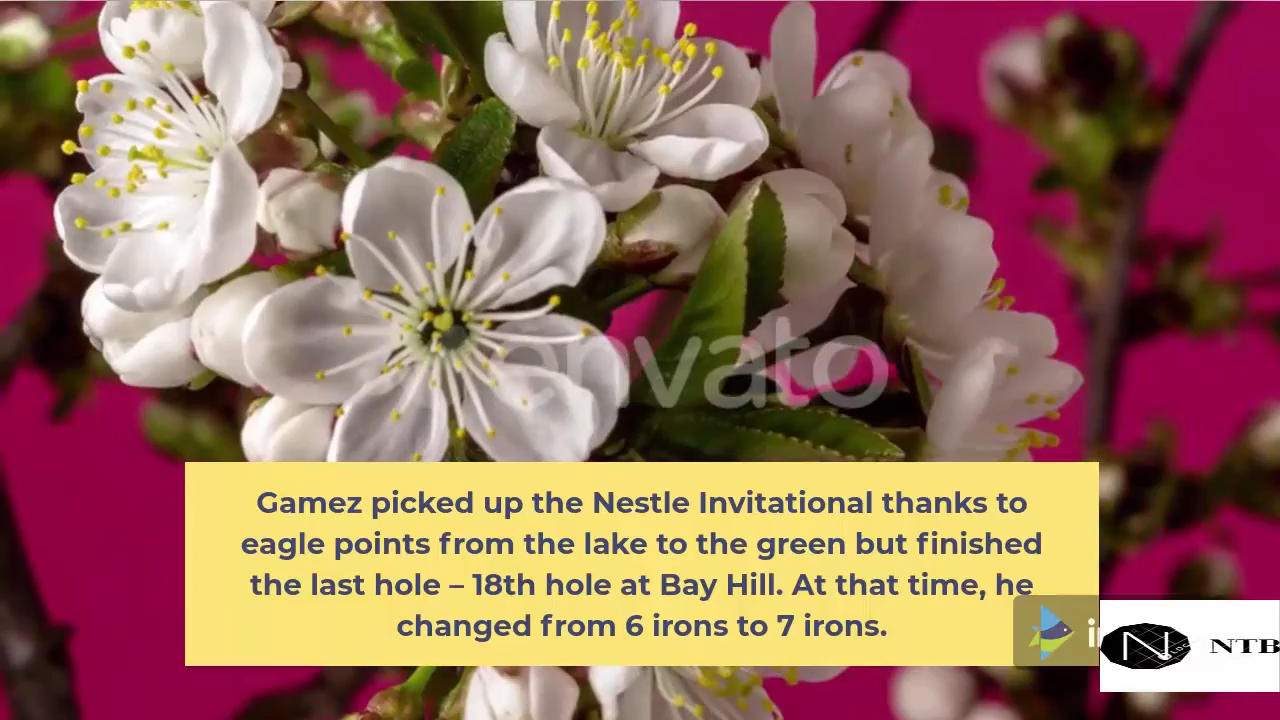 envato
Gamez picked up the Nestle Invitational thanks to
eagle points from the lake to the green but finished
the last hole – 18th hole at Bay Hill. At that time, he
changed from 6 irons to 7 irons.
NTB